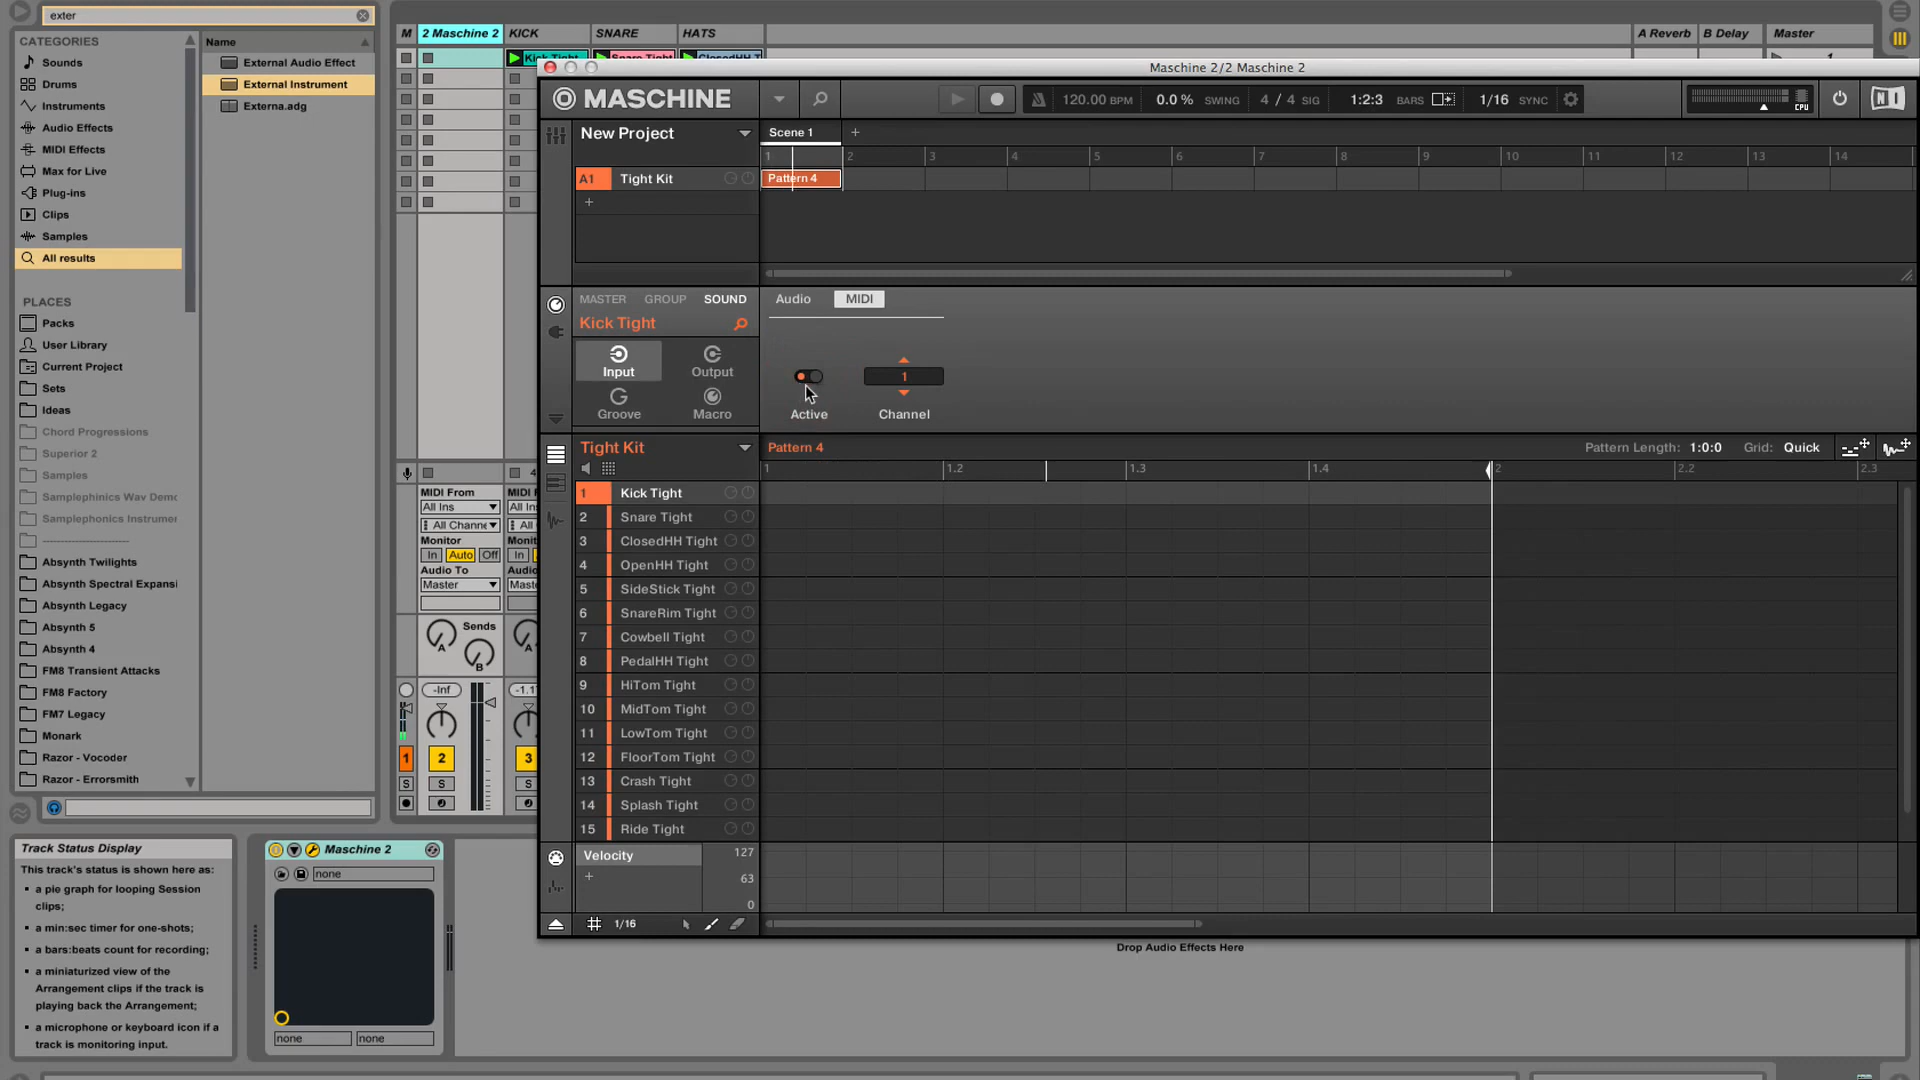 exter
CATEGORIES
Sounds
Drums
Instruments
Audio Effects
MIDI Effects
Max for Live
Plug-ins
Clips
Samples
All results
PLACES
Packs
User Library
Current Project
Sets
Ideas
Chord Progressions
Superior 2
Samples
Samplephinics Wav Demo
Samplephonics Instrumer
-----------------------
Absynth Twilights
Absynth Spectral Expansi
Absynth Legacy
Absynth 5
Absynth 4
FM8 Transient Attacks
FM8 Factory
FM7 Legacy
Monark
Razor - Vocoder
Razor - Errorsmith
Name
External Audio Effect
External Instrument
Externa.adg
M 2 Maschine 2 KICK SNARE HATS
A Reverb B Delay Master
Kick Tight Snare Tight ClosedHH T
Maschine 2/2 Maschine 2
MASCHINE
120.00 BPM 0.0 % SWING 4 / 4 SIG 1:2:3 BARS 1/16 SYNC
CPU
NI
New Project
Scene 1 +
1 2 3 4 5 6 7 8 9 10 11 12 13 14
A1 Tight Kit
Pattern 4
+
MASTER GROUP SOUND
Audio MIDI
Kick Tight
Input Output
Groove Macro
1
Active Channel
Tight Kit
Pattern 4
Pattern Length: 1:0:0 Grid: Quick
1 1.2 1.3 1.4 2 2.2 2.3
1 Kick Tight
2 Snare Tight
3 ClosedHH Tight
4 OpenHH Tight
5 SideStick Tight
6 SnareRim Tight
7 Cowbell Tight
8 PedalHH Tight
9 HiTom Tight
10 MidTom Tight
11 LowTom Tight
12 FloorTom Tight
13 Crash Tight
14 Splash Tight
15 Ride Tight
Velocity
+
127
63
0
1/16
4
MIDI From MIDI F
All Ins All Ins
All Channe
Monitor Monit
In Auto Off In
Audio To Audio
Master Maste
Sends
A
B
A
-Inf -1.1
1 2 3
S S S
Drop Audio Effects Here
Track Status Display
This track's status is shown here as:
a pie graph for looping Session
clips;
a min:sec timer for one-shots;
a bars:beats count for recording;
a miniaturized view of the
Arrangement clips if the track is
playing back the Arrangement;
a microphone or keyboard icon if a
track is monitoring input.
Maschine 2
none
none none